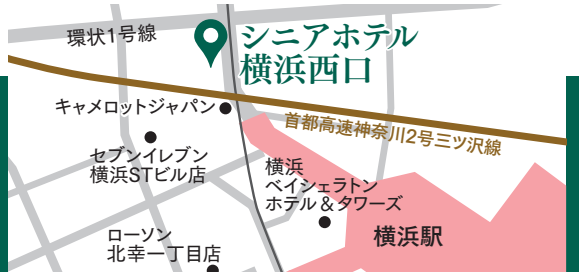 環状1号線
シニアホテル
横浜西口
キャメロットジャパン
首都高速神奈川2号三ツ沢線
セブンイレブン
横浜STビル店
横浜
ベイシェラトン
ホテル＆タワーズ
横浜駅
ローソン
北幸一丁目店